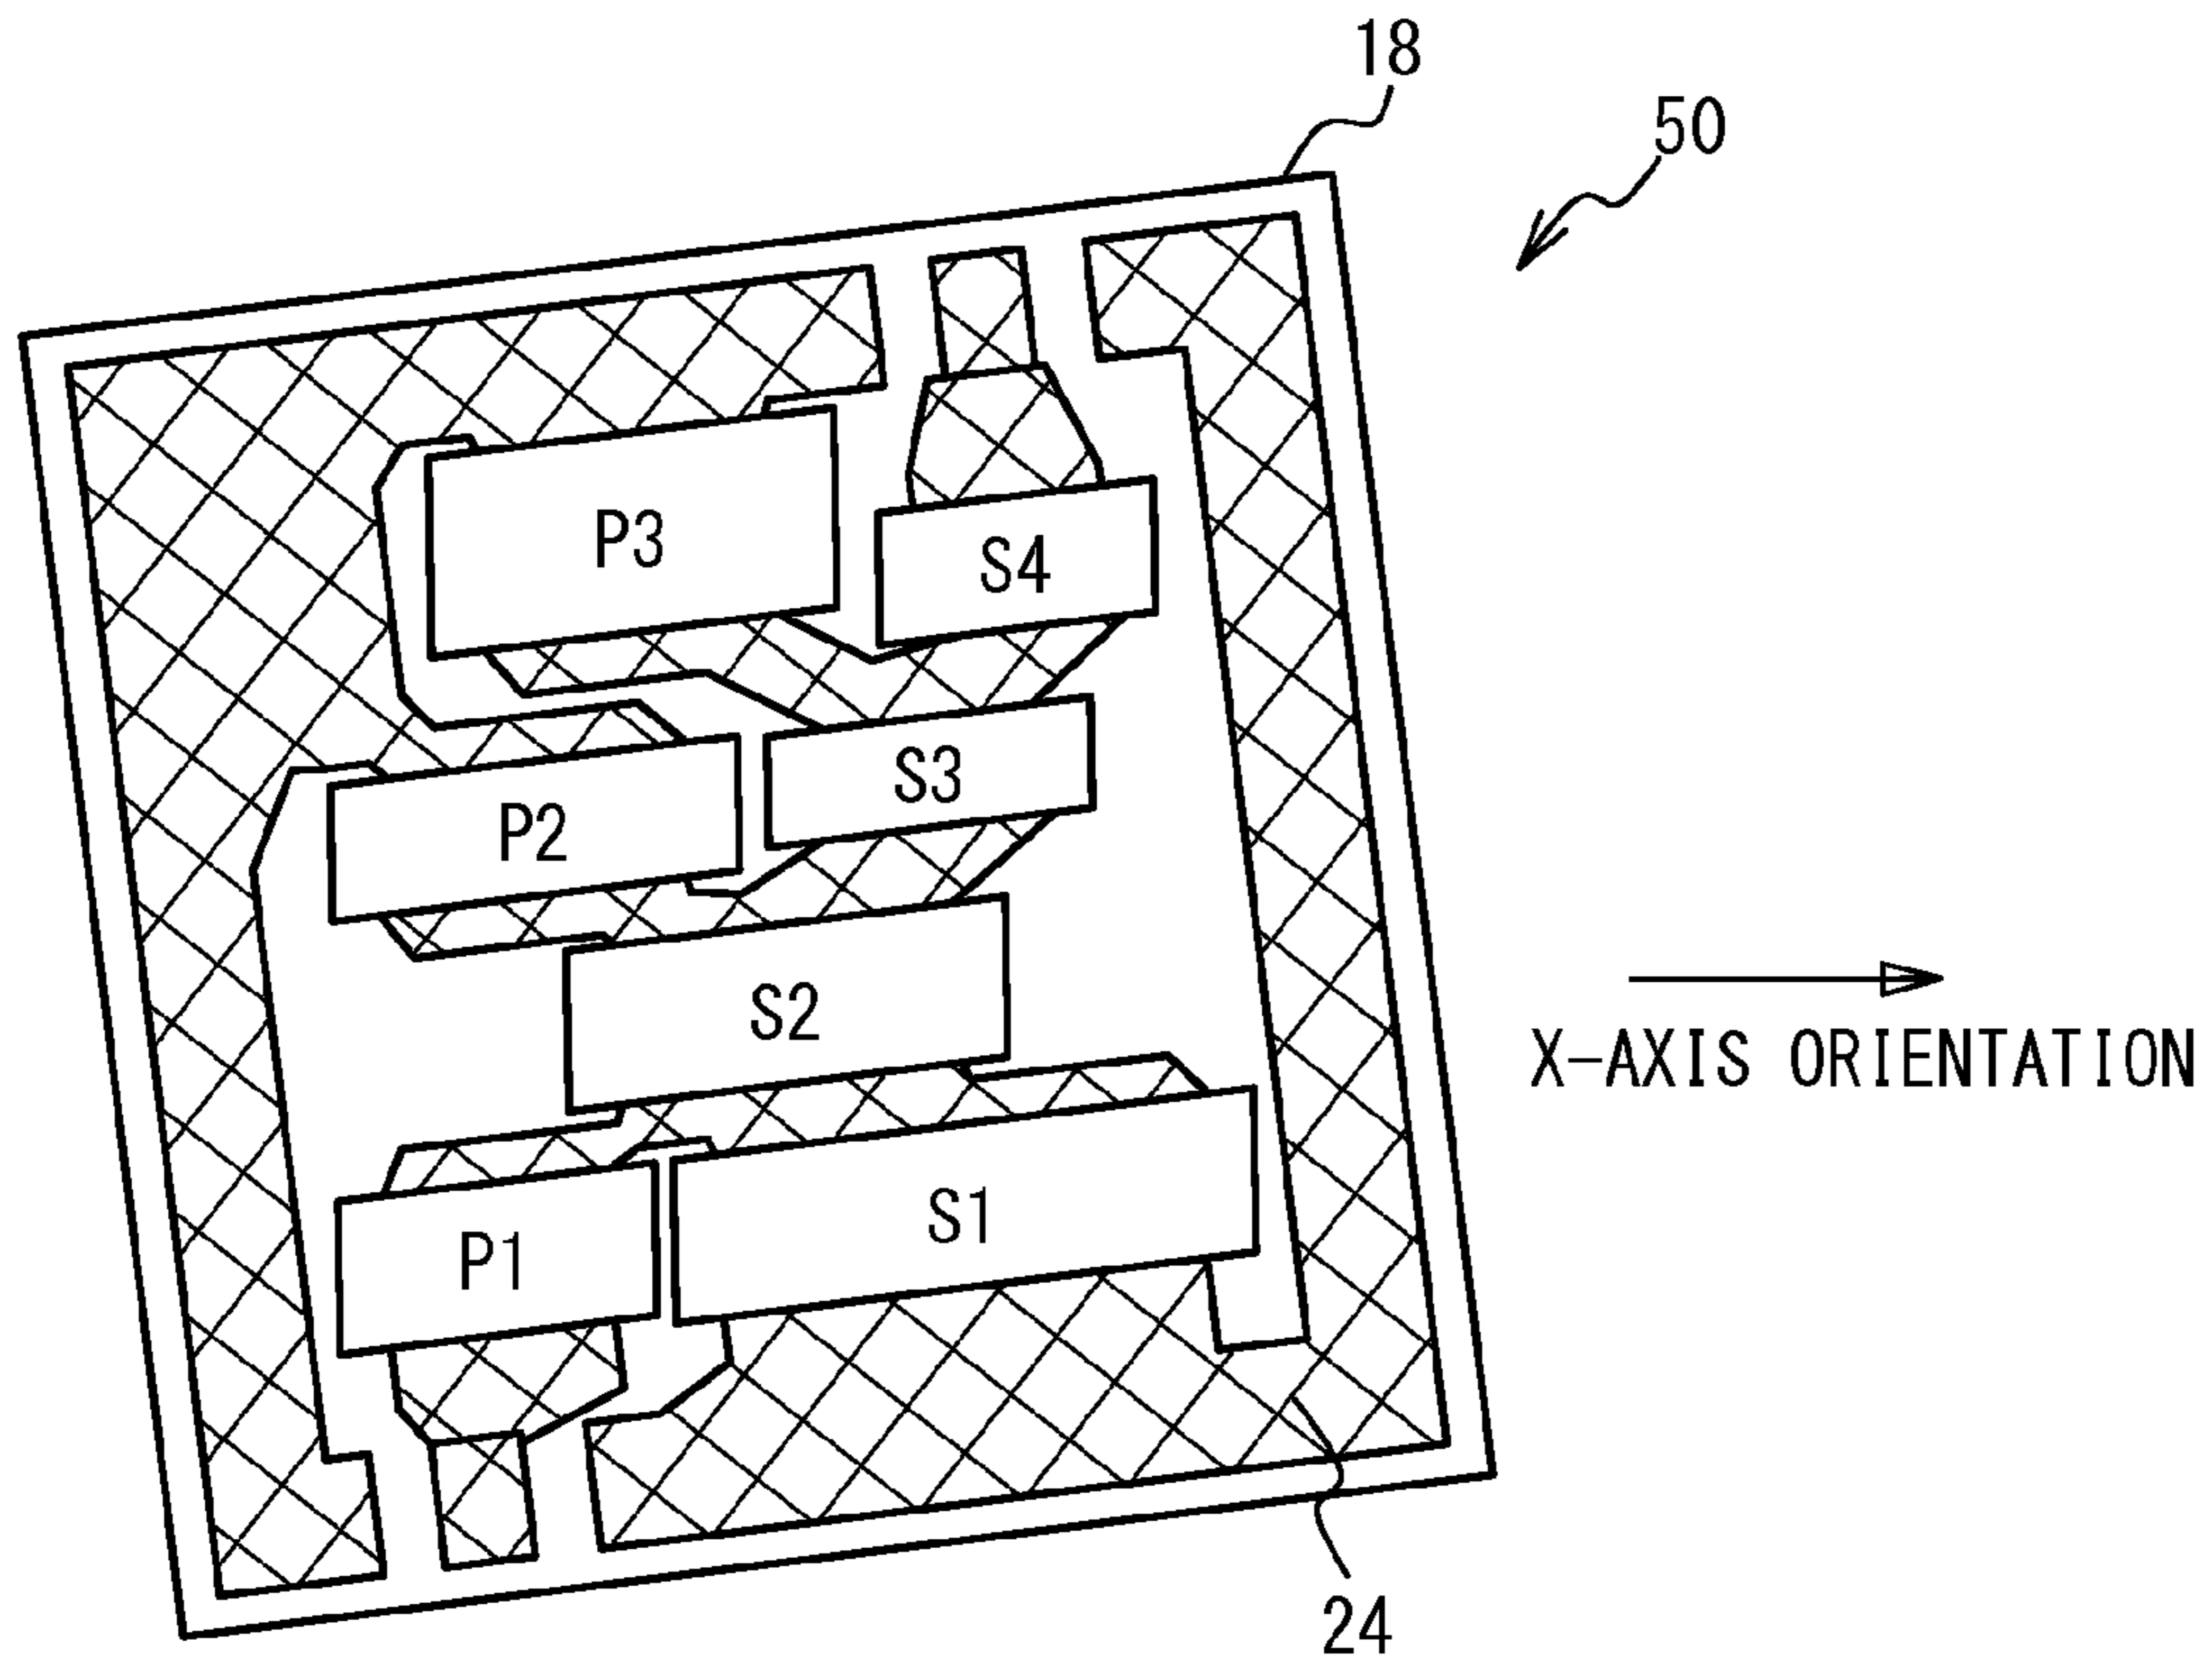 18
50
P3
S4
S3
P2
S2
X-AXIS ORIENTATION
S1
P1
24